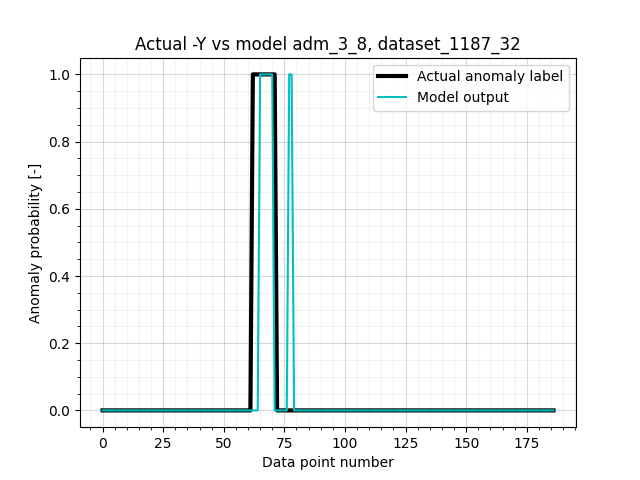 Actual -Y vs model adm_3_8, dataset_1187_32
Actual anomaly label
Model output
Anomaly probability [-]
1.0
0.8
0.6
0.4
0.2
0.0
0 25 50 75 100 125 150 175
Data point number